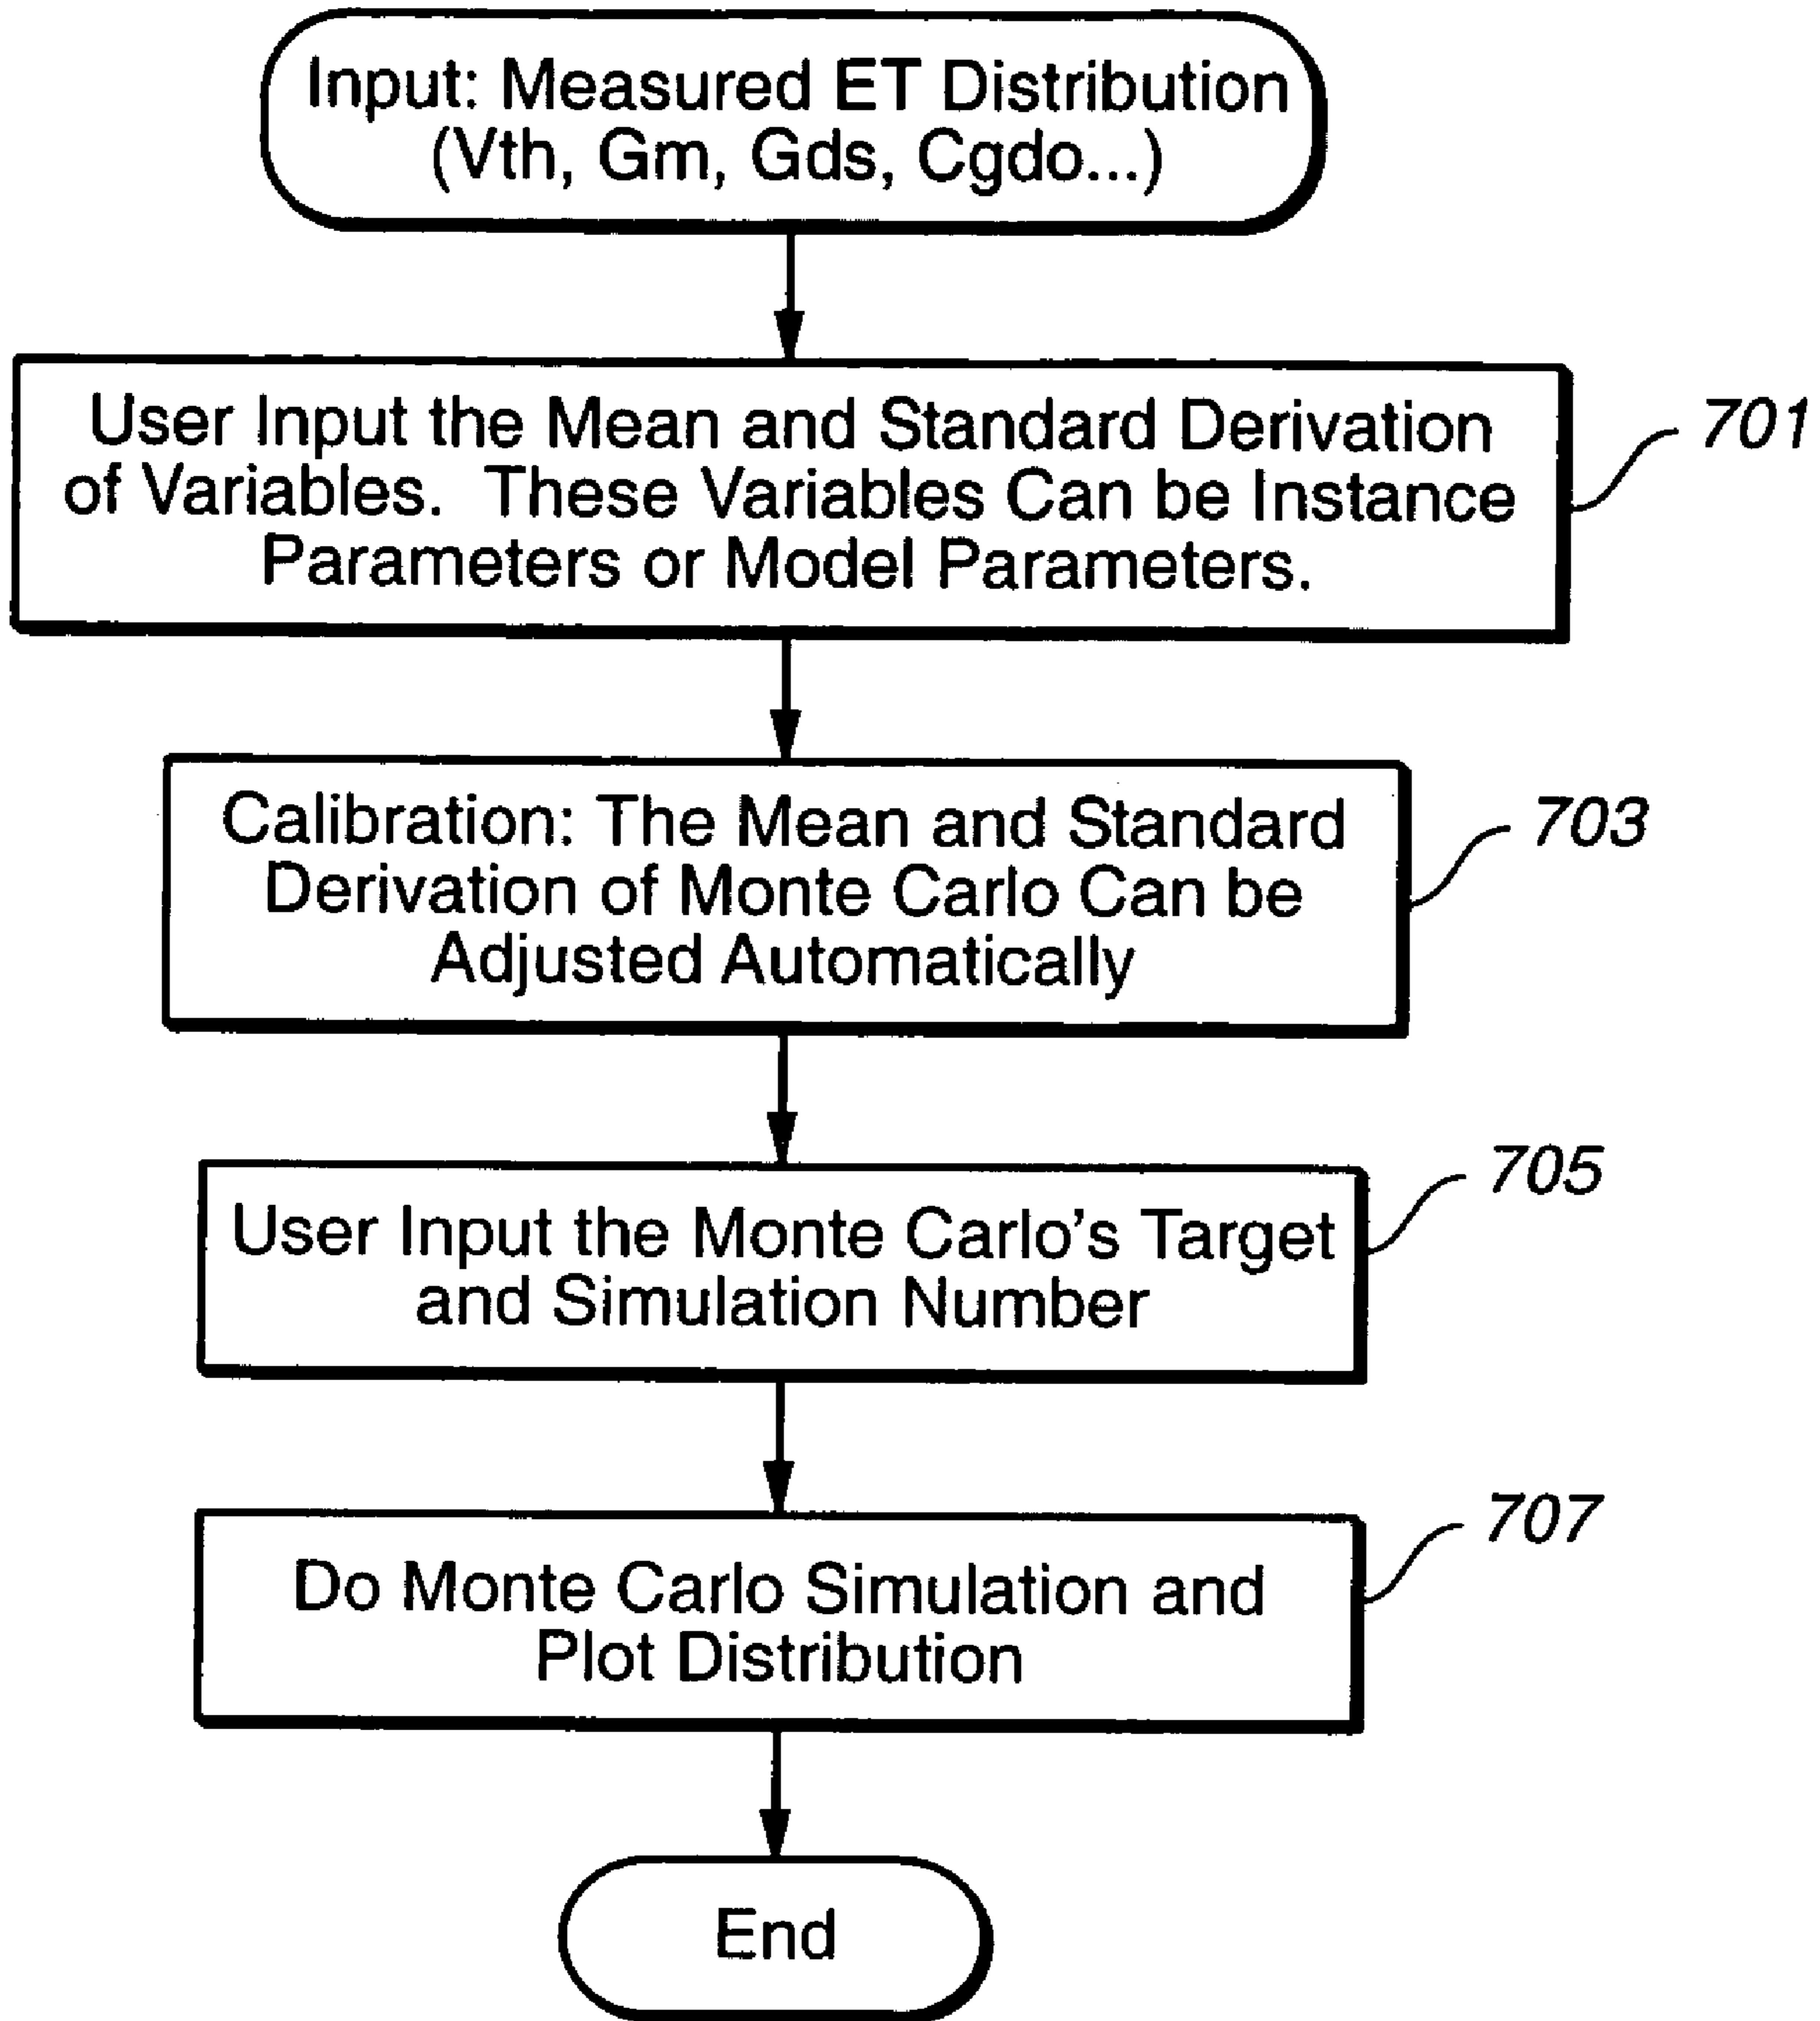 Input: Measured ET Distribution
(Vth, Gm, Gds, Cgdo...)
User Input the Mean and Standard Derivation
of Variables. These Variables Can be Instance
Parameters or Model Parameters.
701
Calibration: The Mean and Standard
Derivation of Monte Carlo Can be
Adjusted Automatically
703
User Input the Monte Carlo's Target
and Simulation Number
705
Do Monte Carlo Simulation and
Plot Distribution
707
End